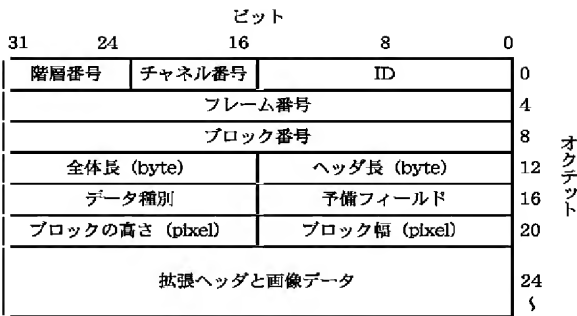 ビット
31 24 16 8 0
階層番号 チャネル番号 ID 0
フレーム番号 4
ブロック番号 8
全体長 (byte) ヘッダ長 (byte) 12
データ種別 予備フィールド 16
ブロックの高さ (pixel) ブロック幅 (pixel) 20
拡張ヘッダと画像データ 24
〜
オクテット